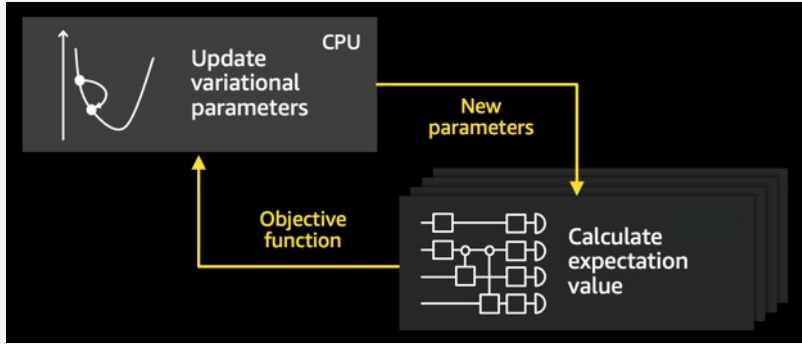 CPU
Update
variational
parameters
New
parameters
Objective
function
Calculate
expectation
value